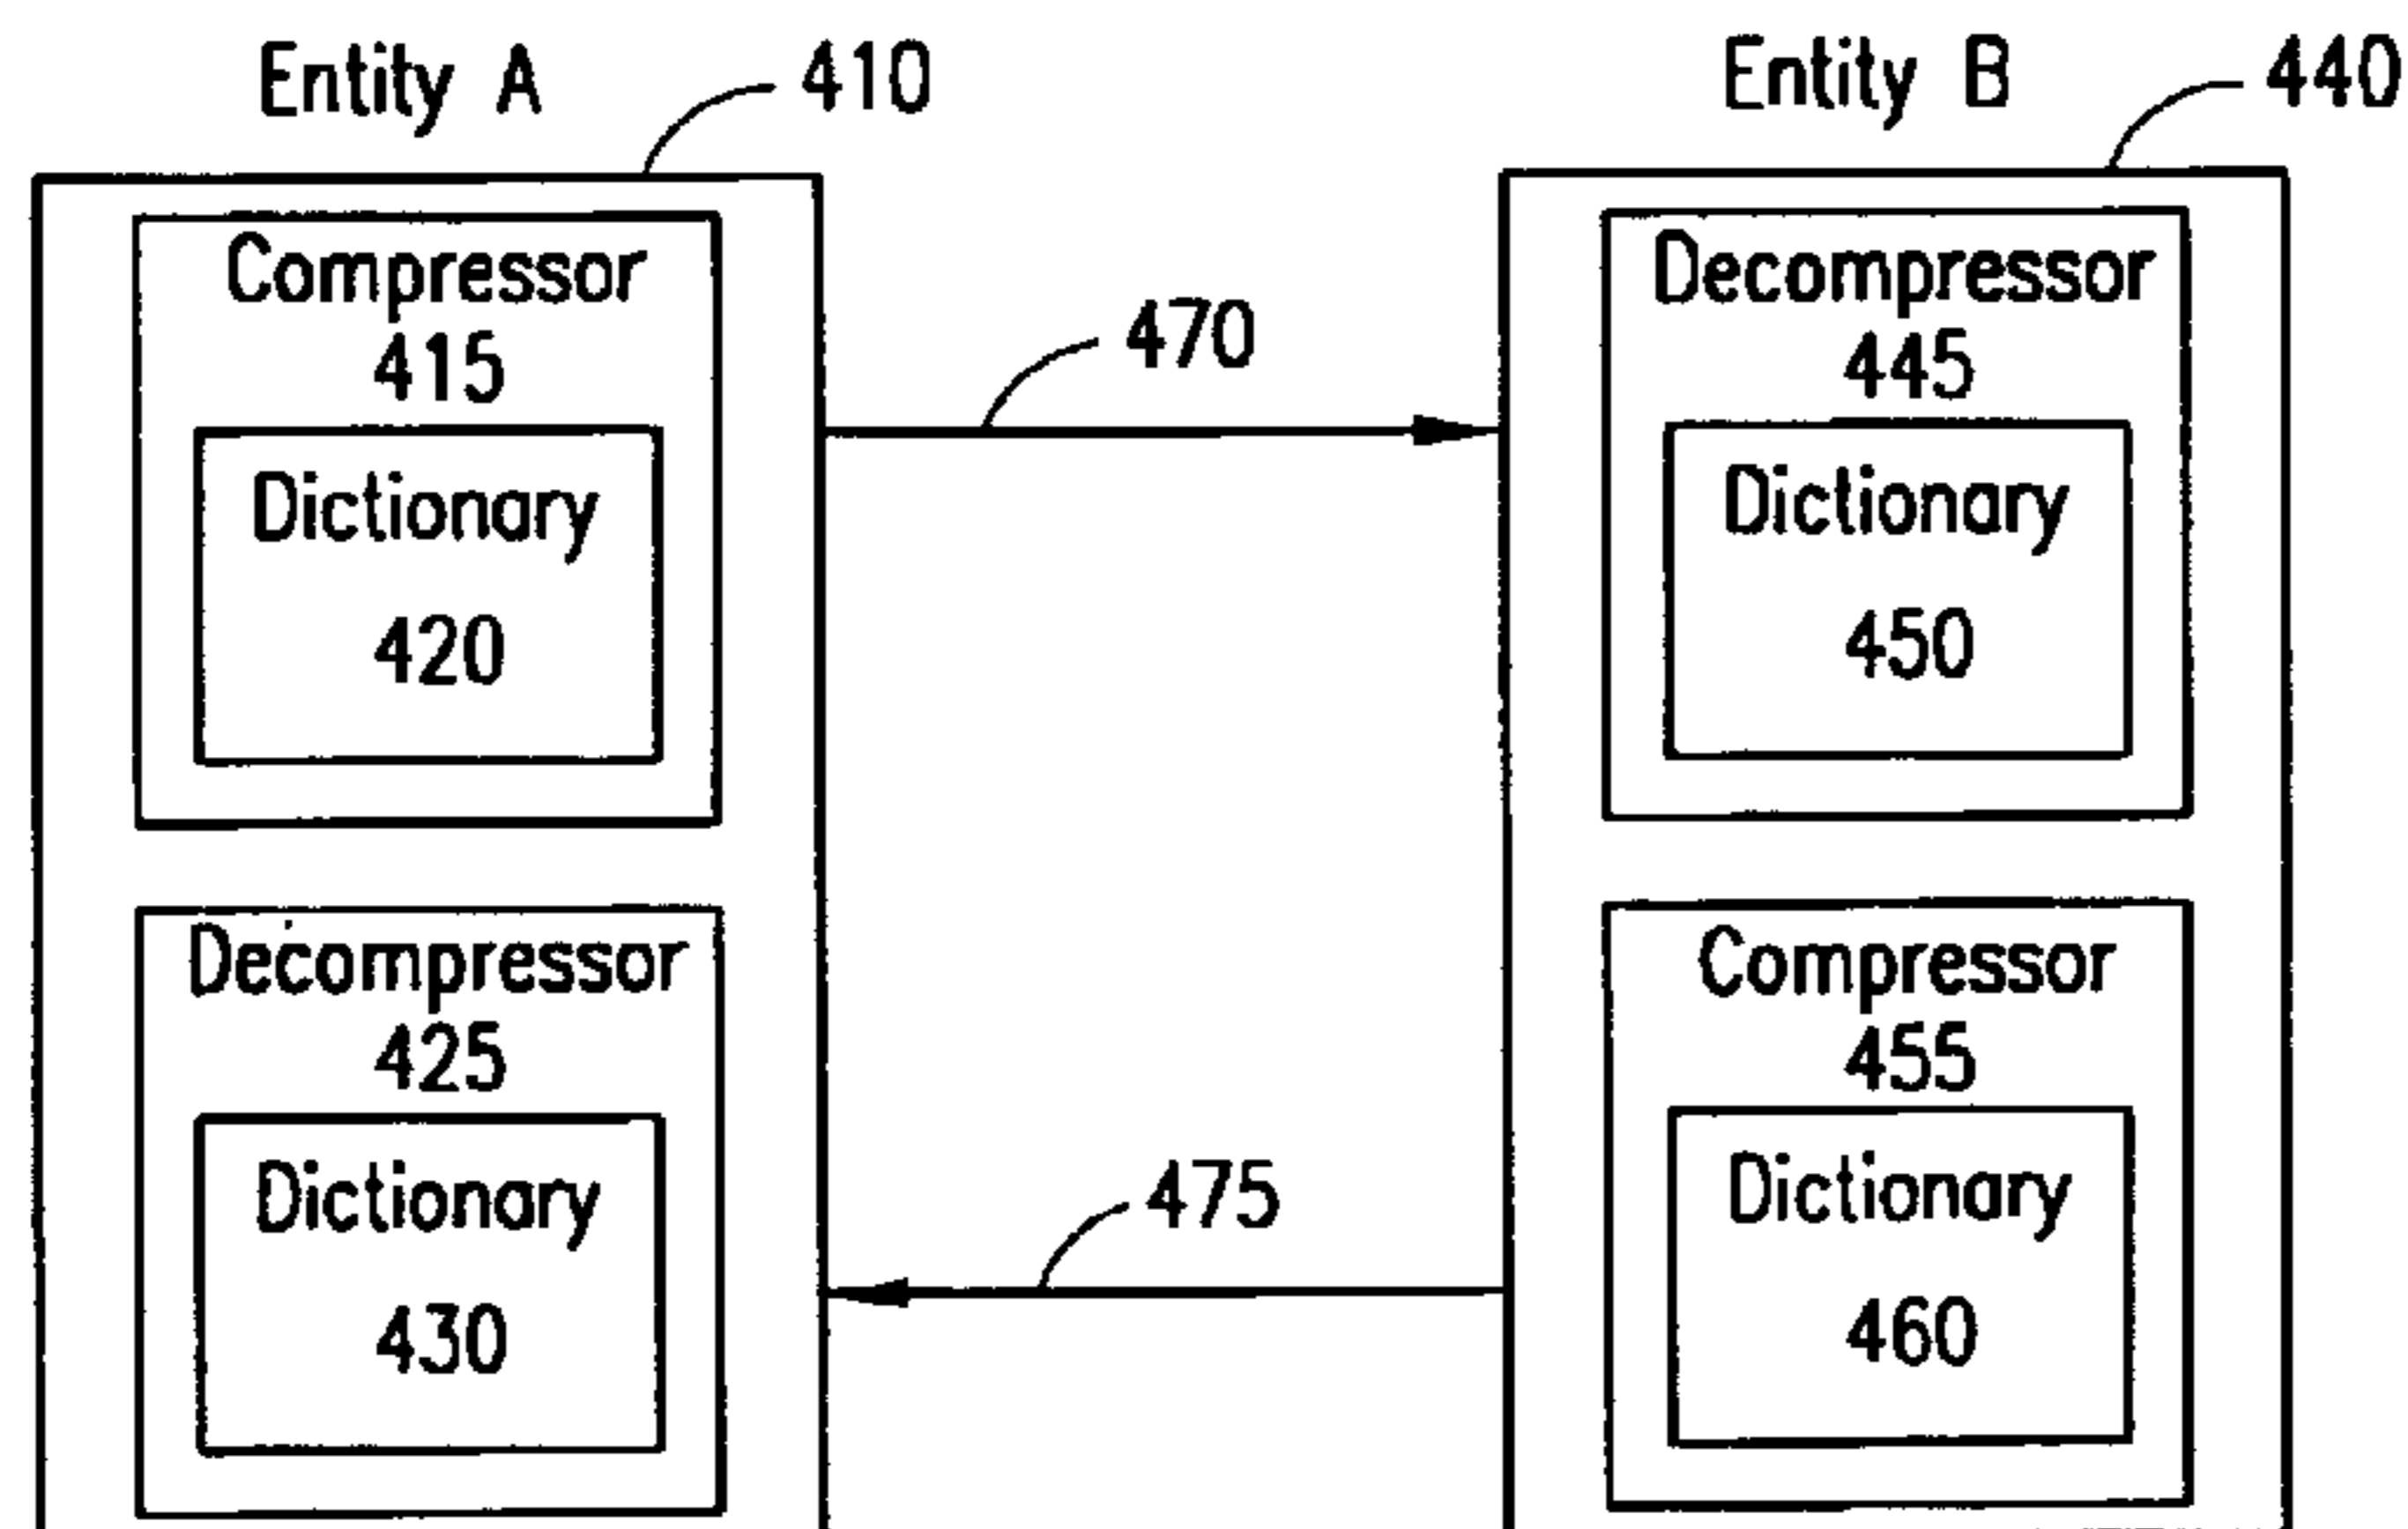 Entity A
410
Entity B
440
Compressor
415
Dictionary
420
470
Decompressor
445
Dictionary
450
Decompressor
425
Dictionary
430
475
Compressor
455
Dictionary
460